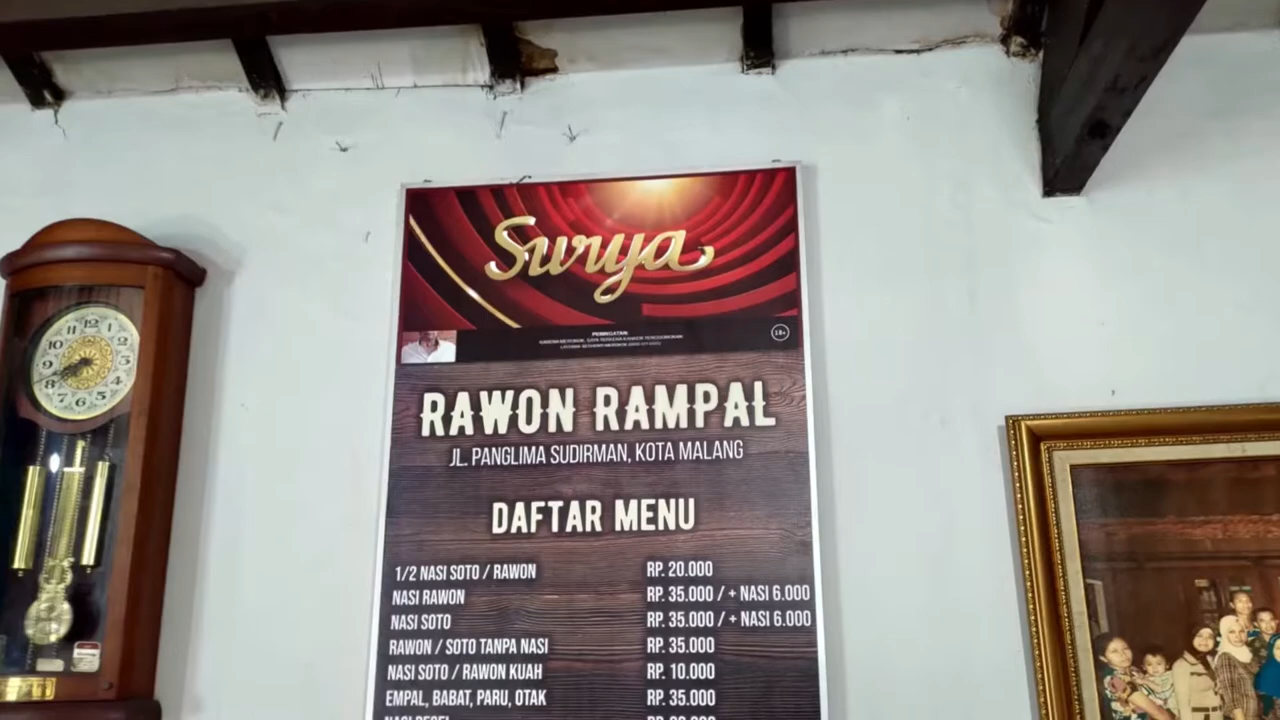 Surya
PERINGATAN:
18+
RAWON RAMPAL
JL. PANGLIMA SUDIRMAN, KOTA MALANG
DAFTAR MENU
1/2 NASI SOTO / RAWON RP. 20.000
NASI RAWON RP. 35.000 / + NASI 6.000
NASI SOTO RP. 35.000 / + NASI 6.000
RAWON / SOTO TANPA NASI RP. 35.000
NASI SOTO / RAWON KUAH RP. 10.000
EMPAL, BABAT, PARU, OTAK RP. 35.000